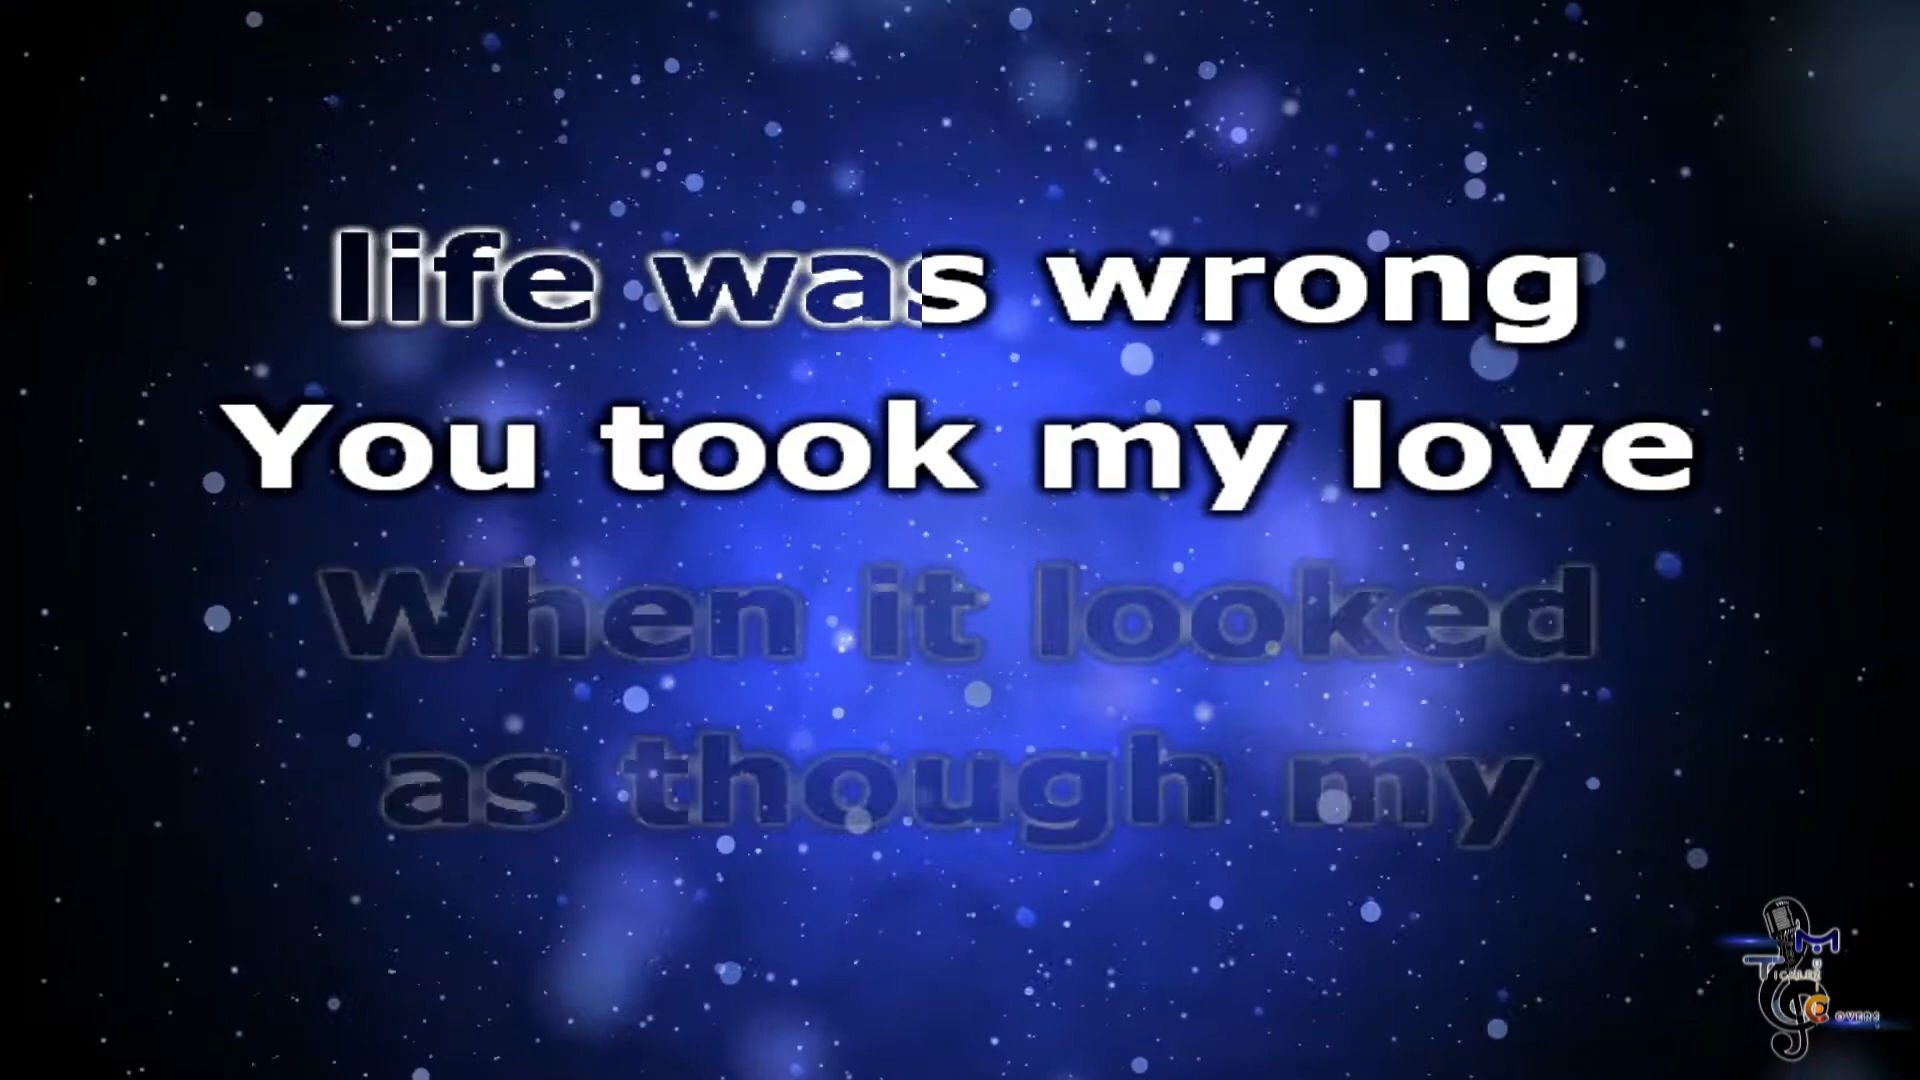 life was wrong
You took my love
When it looked
as though my